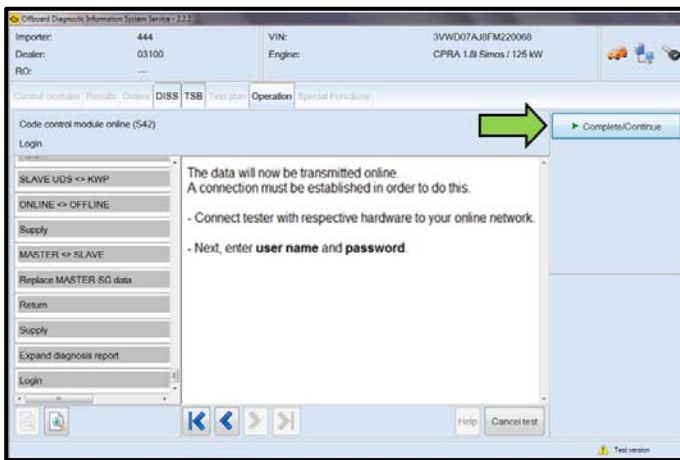 Offboard Diagnostic Information System Service - 2.2.2
Importer: 444 VIN: 3VWD07AJ8FM220068
Dealer: 03100 Engine: CPRA 1.8l Simos / 125 kW
RO: ---
Control modules Results Orders DISS TSB Test plan Operation Special Functions
Code control module online (S42)
Login
Complete/Continue
SLAVE UDS <> KWP
ONLINE <> OFFLINE
Supply
MASTER <> SLAVE
Replace MASTER-SG data
Return
Supply
Expand diagnosis report
Login
The data will now be transmitted online.
A connection must be established in order to do this.
- Connect tester with respective hardware to your online network.
- Next, enter user name and password.
Help Cancel test
Test version